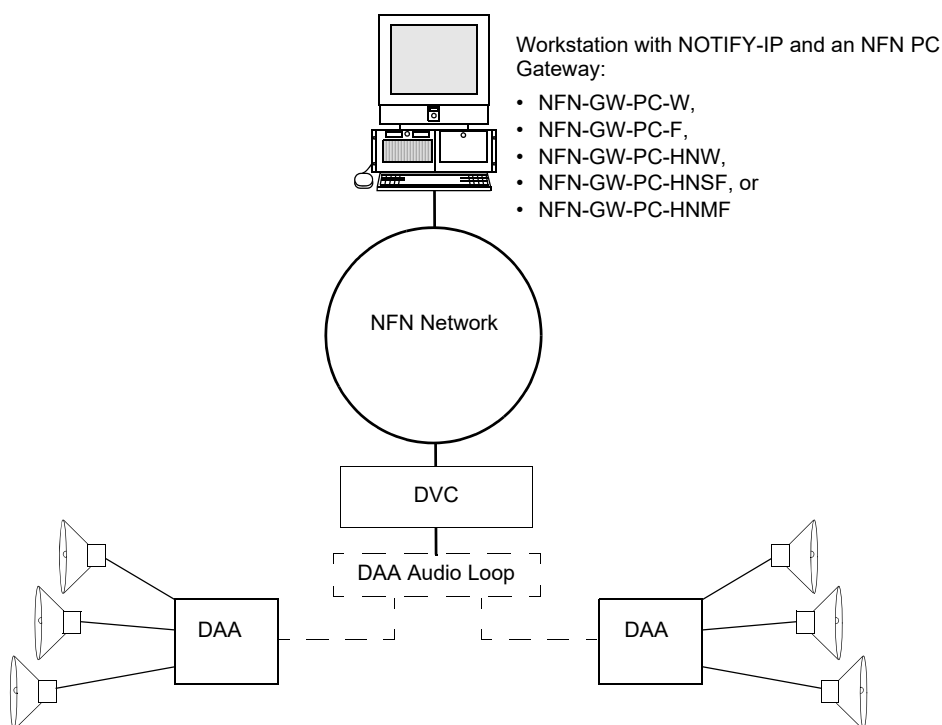 Workstation with NOTIFY-IP and an NFN PC
Gateway:
• NFN-GW-PC-W,
• NFN-GW-PC-F,
• NFN-GW-PC-HNW,
• NFN-GW-PC-HNSF, or
• NFN-GW-PC-HNMF
NFN Network
DVC
DAA Audio Loop
DAA
DAA